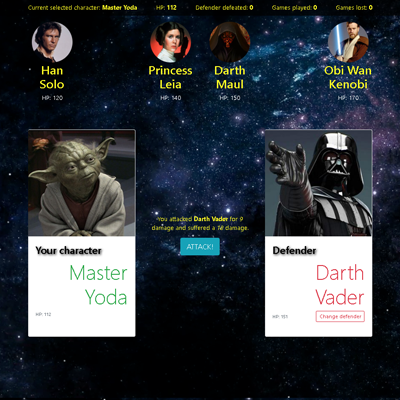 Current selected character: Master Yoda HP: 112 Defender defeated: 0 Games played: 0 Games lost: 0
Han Solo
HP: 120
Princess Leia
HP: 140
Darth Maul
HP: 150
Obi Wan Kenobi
HP: 170
You attacked Darth Vader for 9
damage and suffered a 18 damage.
ATTACK!
Your character
Master
Yoda
HP: 112
Defender
Darth
Vader
HP: 151
Change defender